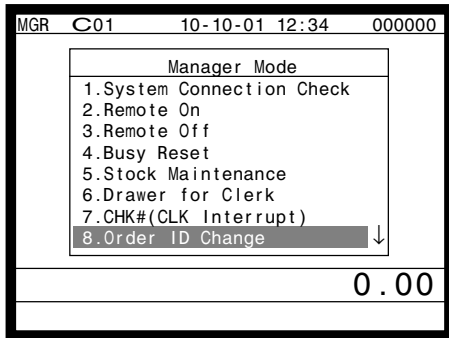 MGR C01 10-10-01 12:34 000000
Manager Mode
1.System Connection Check
2.Remote On
3.Remote Off
4.Busy Reset
5.Stock Maintenance
6.Drawer for Clerk
7.CHK#(CLK Interrupt)
8.Order ID Change ↓
0.00